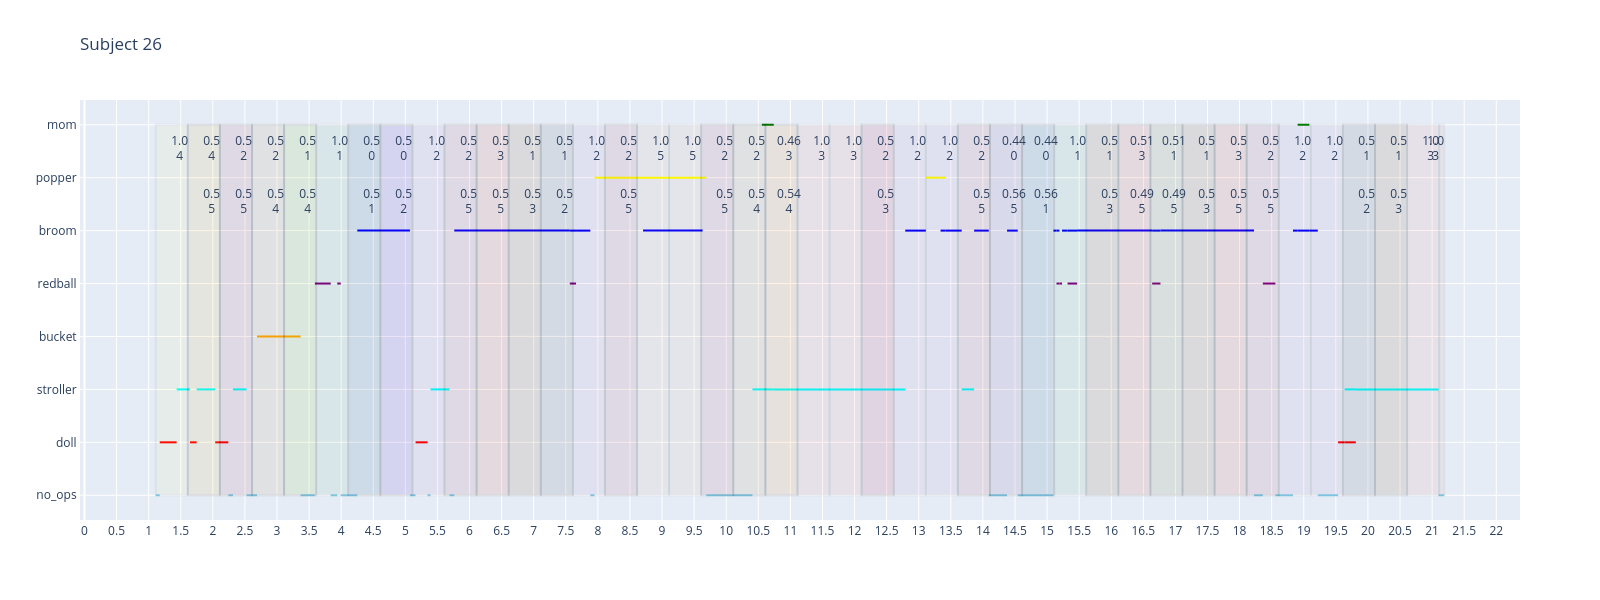 Subject 26
mom
1.0 0.5 0.5 0.5 0.5 1.0 0.5 0.5 1.0 0.5 0.5 0.5 0.5 1.0 0.5 1.0 1.0 0.5 0.5 0.46 1.0 1.0 0.5 1.0 1.0 0.5 0.44 0.44 1.0 0.5 0.51 0.51 0.5 0.5 0.5 1.0 1.0 0.5 0.5
4 4 2 2 1 1 0 0 2 2 3 1 1 2 2 5 5 2 2 3 3 3 2 2 2 2 0 0 1 1 3 1 1 3 2 2 2 1 1
popper
0.5 0.5 0.5 0.5 0.5 0.5 0.5 0.5 0.5 0.5 0.5 0.5 0.5 0.54 0.5 0.5 0.56 0.56 0.5 0.49 0.49 0.5 0.5 0.5 0.5 0.5
5 5 4 4 1 2 5 5 3 2 5 5 4 4 3 5 5 1 3 5 5 3 5 5 2 3
broom
redball
bucket
stroller
doll
no_ops
0 0.5 1 1.5 2 2.5 3 3.5 4 4.5 5 5.5 6 6.5 7 7.5 8 8.5 9 9.5 10 10.5 11 11.5 12 12.5 13 13.5 14 14.5 15 15.5 16 16.5 17 17.5 18 18.5 19 19.5 20 20.5 21 21.5 22